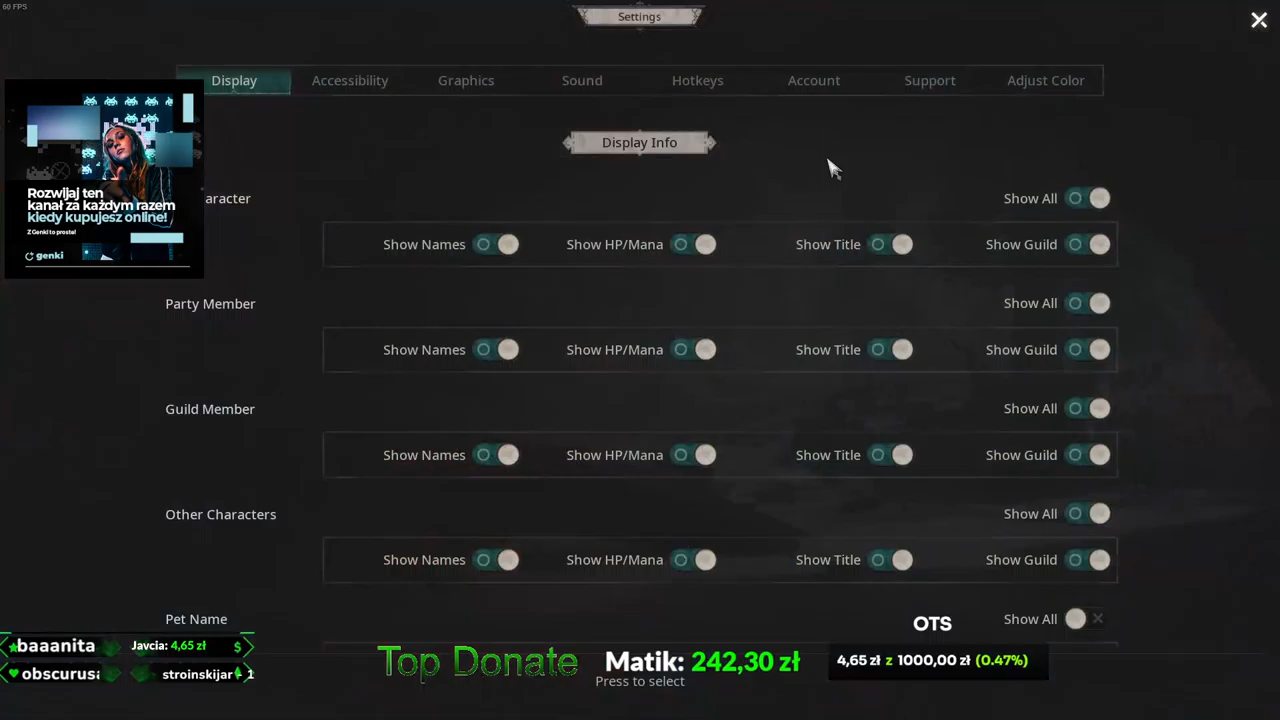 60 FPS
Settings
Display Accessibility Graphics Sound Hotkeys Account Support Adjust Color
Display Info
Rozwijaj ten
kanał za każdym razem
kiedy kupujesz online!
Z Genki to proste!
genki
aracter Show All
Show Names Show HP/Mana Show Title Show Guild
Party Member Show All
Show Names Show HP/Mana Show Title Show Guild
Guild Member Show All
Show Names Show HP/Mana Show Title Show Guild
Other Characters Show All
Show Names Show HP/Mana Show Title Show Guild
Pet Name Show All
OTS
baaanita Javcia: 4,65 zł $
Top Donate Matik: 242,30 zł
4,65 zł z 1000,00 zł (0.47%)
obscurus stroinskijar 1
Press to select